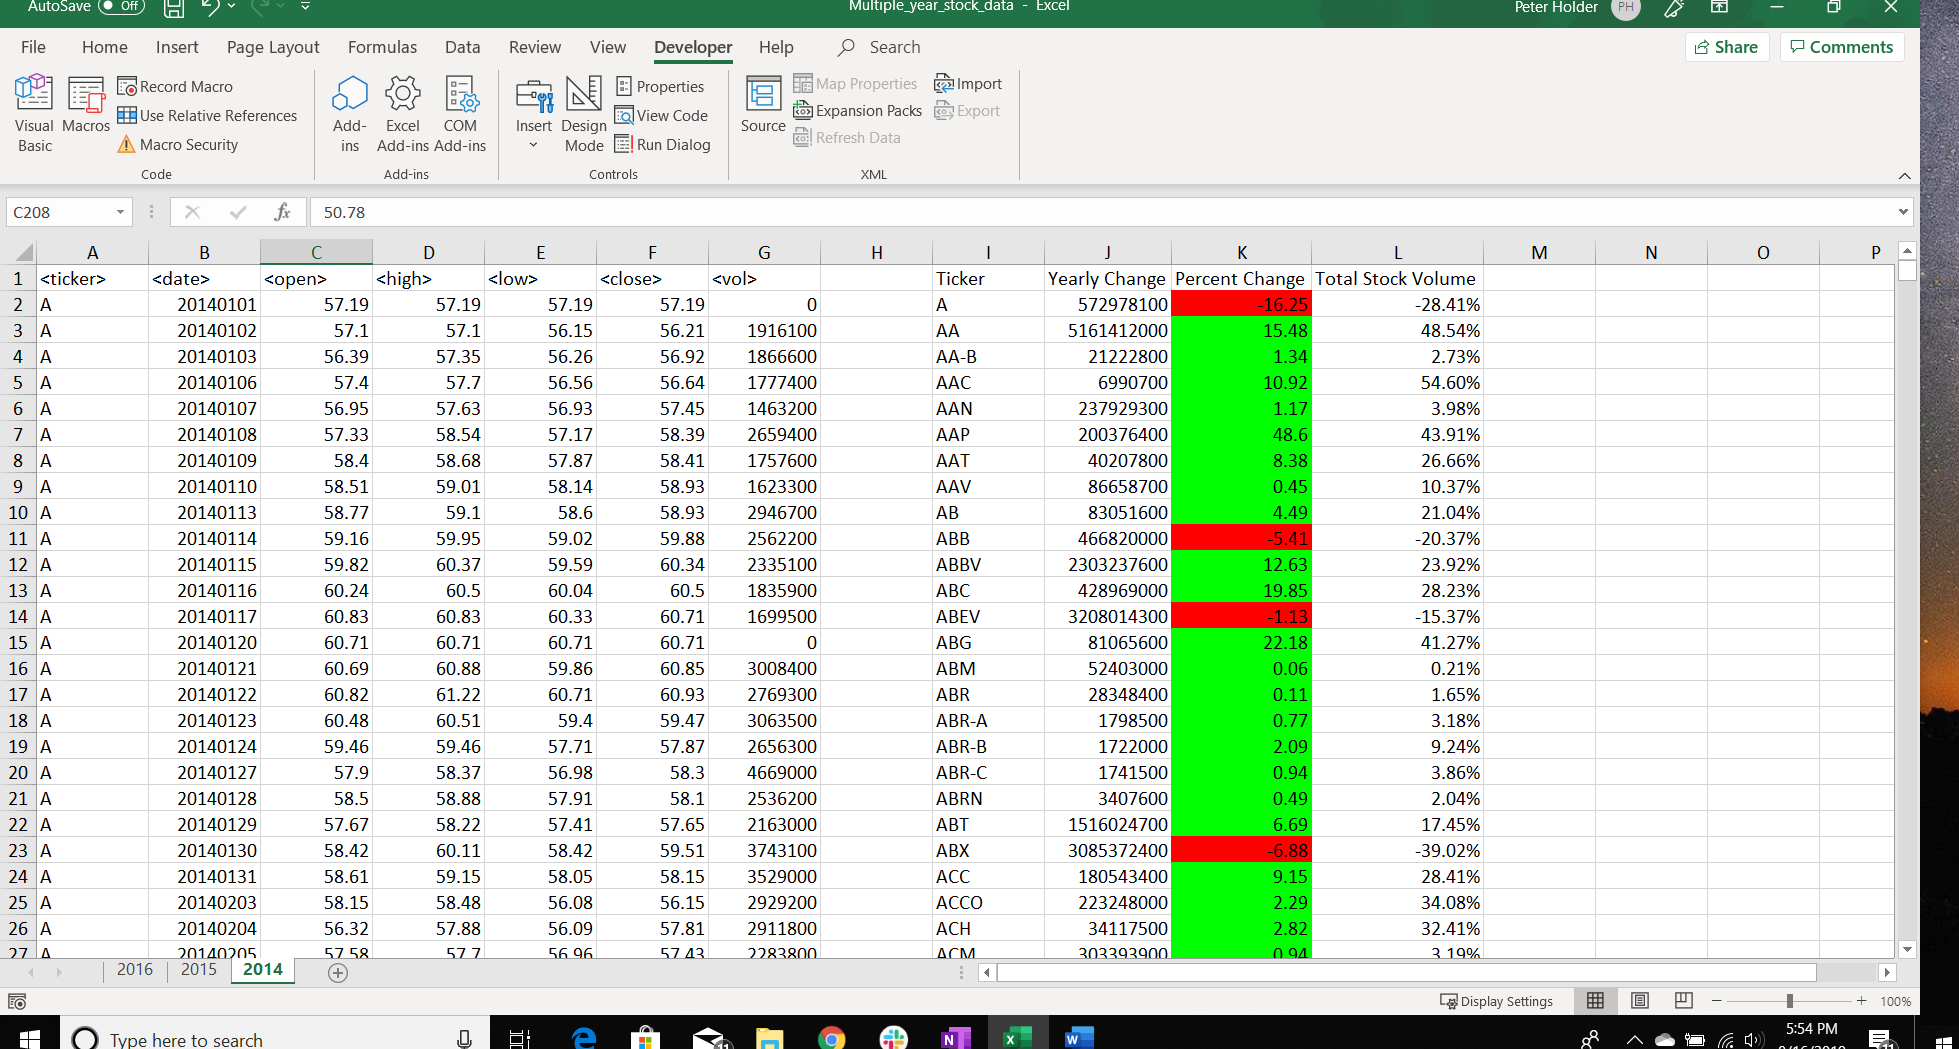 AutoSave Off Multiple_year_stock_data - Excel Peter Holder PH
File Home Insert Page Layout Formulas Data Review View Developer Help Search Share Comments
Visual Basic
Macros
Record Macro
Use Relative References
Macro Security
Code
Add-ins
Excel Add-ins
COM Add-ins
Add-ins
Insert
Design Mode
Properties
View Code
Run Dialog
Controls
Source
Map Properties
Expansion Packs
Refresh Data
Import
Export
XML
C208 fx 50.78
A B C D E F G H I J K L M N O P
1 <ticker> <date> <open> <high> <low> <close> <vol> Ticker Yearly Change Percent Change Total Stock Volume
2 A 20140101 57.19 57.19 57.19 57.19 0 A 572978100 -16.25 -28.41%
3 A 20140102 57.1 57.1 56.15 56.21 1916100 AA 5161412000 15.48 48.54%
4 A 20140103 56.39 57.35 56.26 56.92 1866600 AA-B 21222800 1.34 2.73%
5 A 20140106 57.4 57.7 56.56 56.64 1777400 AAC 6990700 10.92 54.60%
6 A 20140107 56.95 57.63 56.93 57.45 1463200 AAN 237929300 1.17 3.98%
7 A 20140108 57.33 58.54 57.17 58.39 2659400 AAP 200376400 48.6 43.91%
8 A 20140109 58.4 58.68 57.87 58.41 1757600 AAT 40207800 8.38 26.66%
9 A 20140110 58.51 59.01 58.14 58.93 1623300 AAV 86658700 0.45 10.37%
10 A 20140113 58.77 59.1 58.6 58.93 2946700 AB 83051600 4.49 21.04%
11 A 20140114 59.16 59.95 59.02 59.88 2562200 ABB 466820000 -5.41 -20.37%
12 A 20140115 59.82 60.37 59.59 60.34 2335100 ABBV 2303237600 12.63 23.92%
13 A 20140116 60.24 60.5 60.04 60.5 1835900 ABC 428969000 19.85 28.23%
14 A 20140117 60.83 60.83 60.33 60.71 1699500 ABEV 3208014300 -1.13 -15.37%
15 A 20140120 60.71 60.71 60.71 60.71 0 ABG 81065600 22.18 41.27%
16 A 20140121 60.69 60.88 59.86 60.85 3008400 ABM 52403000 0.06 0.21%
17 A 20140122 60.82 61.22 60.71 60.93 2769300 ABR 28348400 0.11 1.65%
18 A 20140123 60.48 60.51 59.4 59.47 3063500 ABR-A 1798500 0.77 3.18%
19 A 20140124 59.46 59.46 57.71 57.87 2656300 ABR-B 1722000 2.09 9.24%
20 A 20140127 57.9 58.37 56.98 58.3 4669000 ABR-C 1741500 0.94 3.86%
21 A 20140128 58.5 58.88 57.91 58.1 2536200 ABRN 3407600 0.49 2.04%
22 A 20140129 57.67 58.22 57.41 57.65 2163000 ABT 1516024700 6.69 17.45%
23 A 20140130 58.42 60.11 58.42 59.51 3743100 ABX 3085372400 -6.88 -39.02%
24 A 20140131 58.61 59.15 58.05 58.15 3529000 ACC 180543400 9.15 28.41%
25 A 20140203 58.15 58.48 56.08 56.15 2929200 ACCO 223248000 2.29 34.08%
26 A 20140204 56.32 57.88 56.09 57.81 2911800 ACH 34117500 2.82 32.41%
27 A 20140205 57.58 57.7 56.96 57.43 2283800 ACM 303393900 0.94 3.19%
2016 2015 2014
Display Settings 100%
Type here to search 5:54 PM